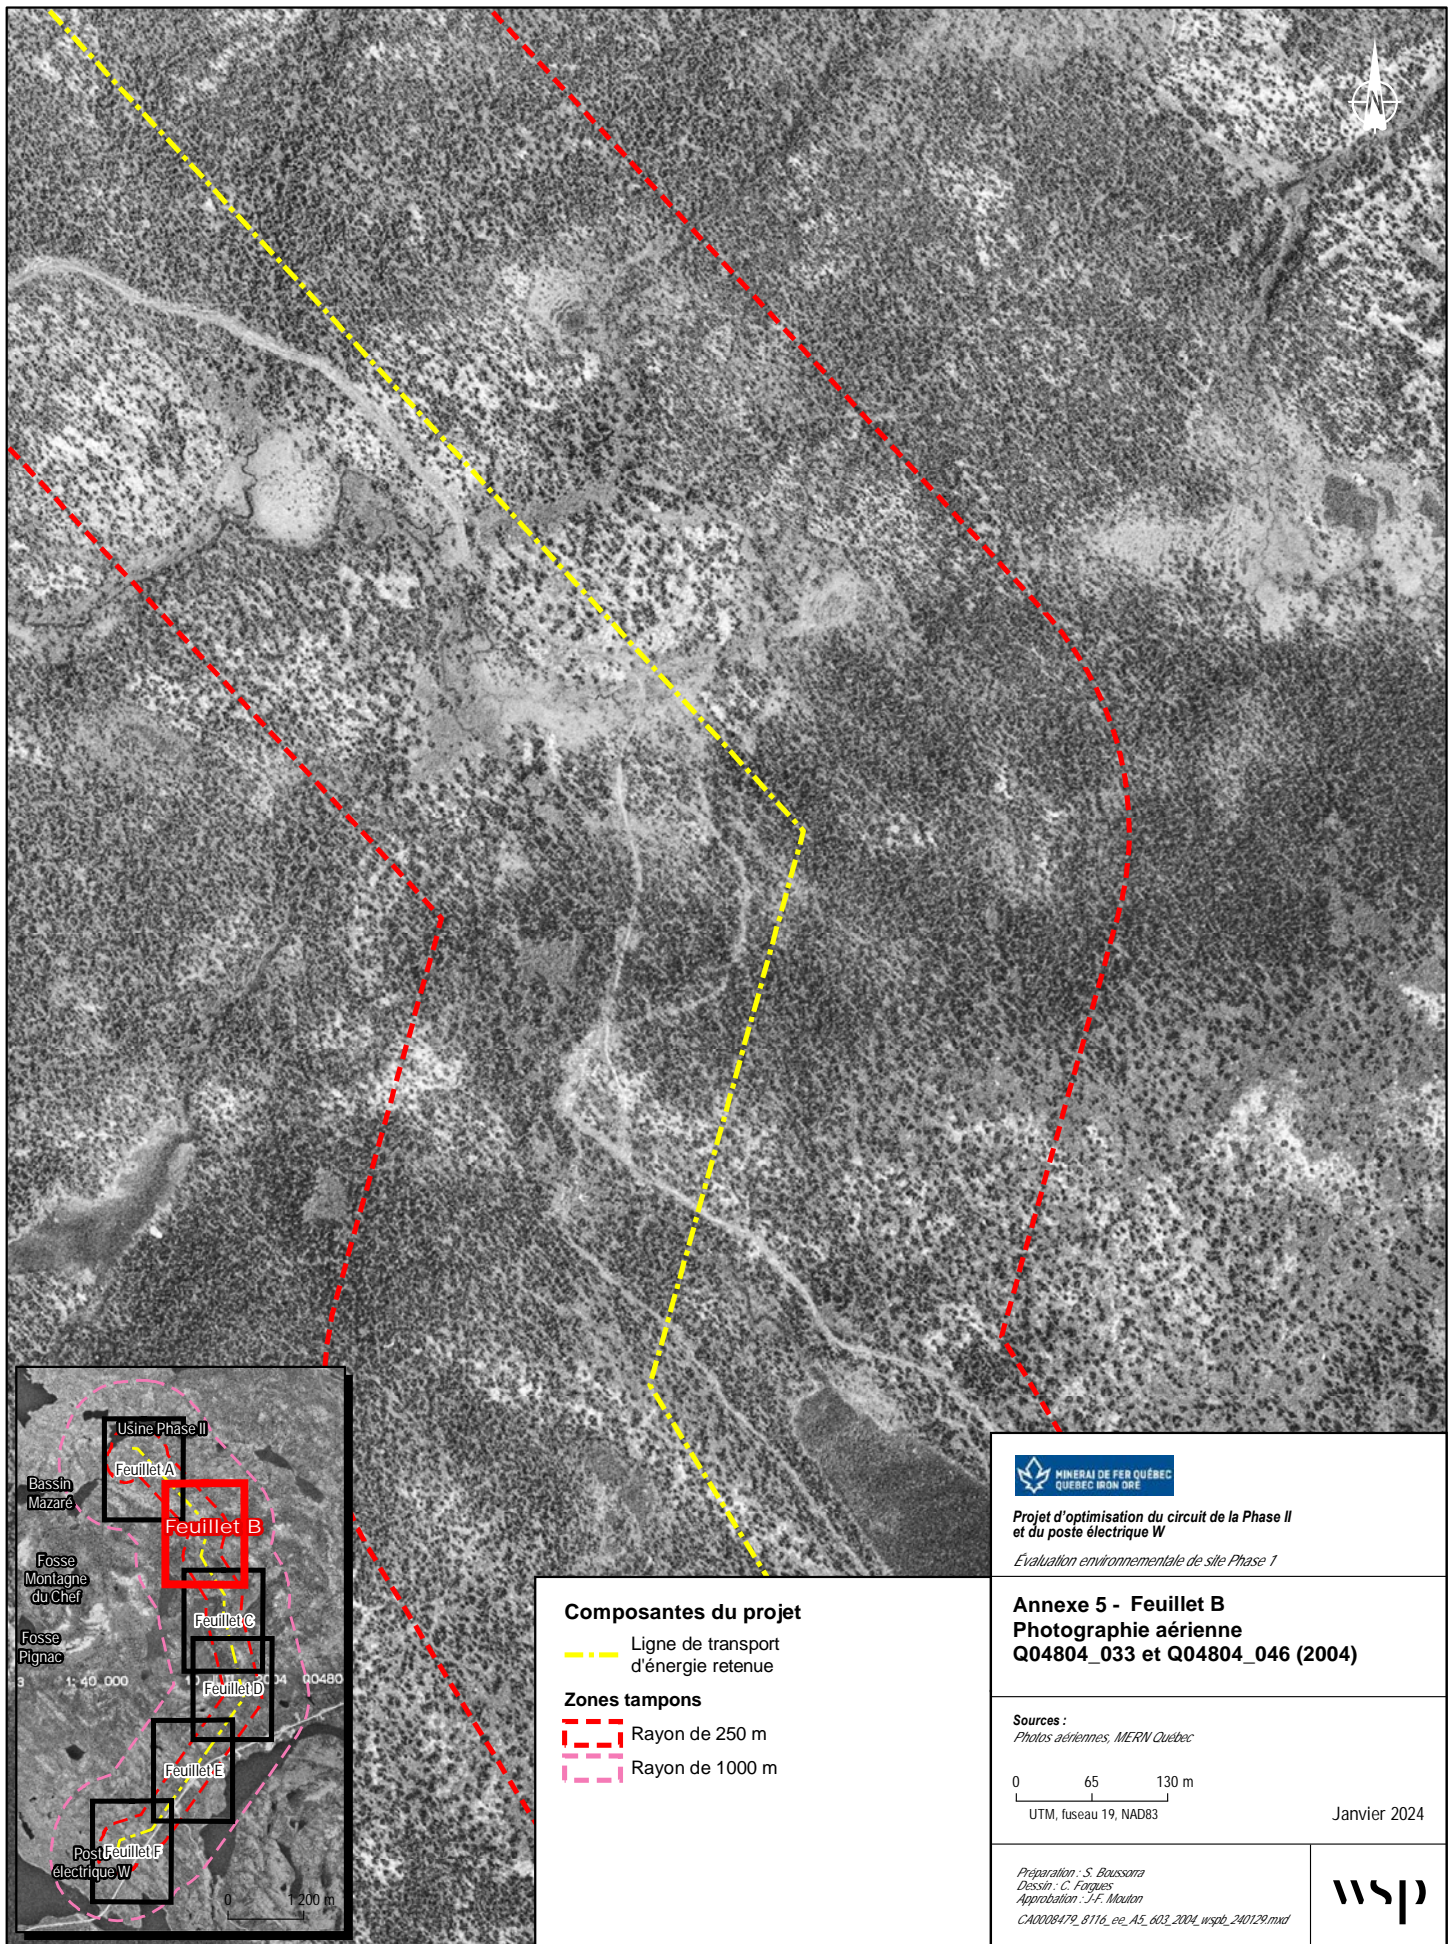 N
Usine Phase II
Feuillet A
Bassin
Mazaré
Feuillet B
Fosse
Montagne
du Chef
Feuillet C
Fosse
Pignac
3 1: 40 000 2004 Q0480
Feuillet D
Feuillet E
Feuillet F
électrique W
0 1 200 m
Composantes du projet
Ligne de transport
d'énergie retenue
Zones tampons
Rayon de 250 m
Rayon de 1000 m
MINERAI DE FER QUÉBEC
QUEBEC IRON ORE
Projet d'optimisation du circuit de la Phase II
et du poste électrique W
Évaluation environnementale de site Phase 1
Annexe 5 - Feuillet B
Photographie aérienne
Q04804_033 et Q04804_046 (2004)
Sources :
Photos aériennes, MERN Québec
0 65 130 m
UTM, fuseau 19, NAD83
Janvier 2024
Préparation : S. Boussorra
Dessin : C. Forgues
Approbation : J-F. Mouton
CA0008479_8116_ee_A5_603_2004_wspb_240129.mxd
wsp